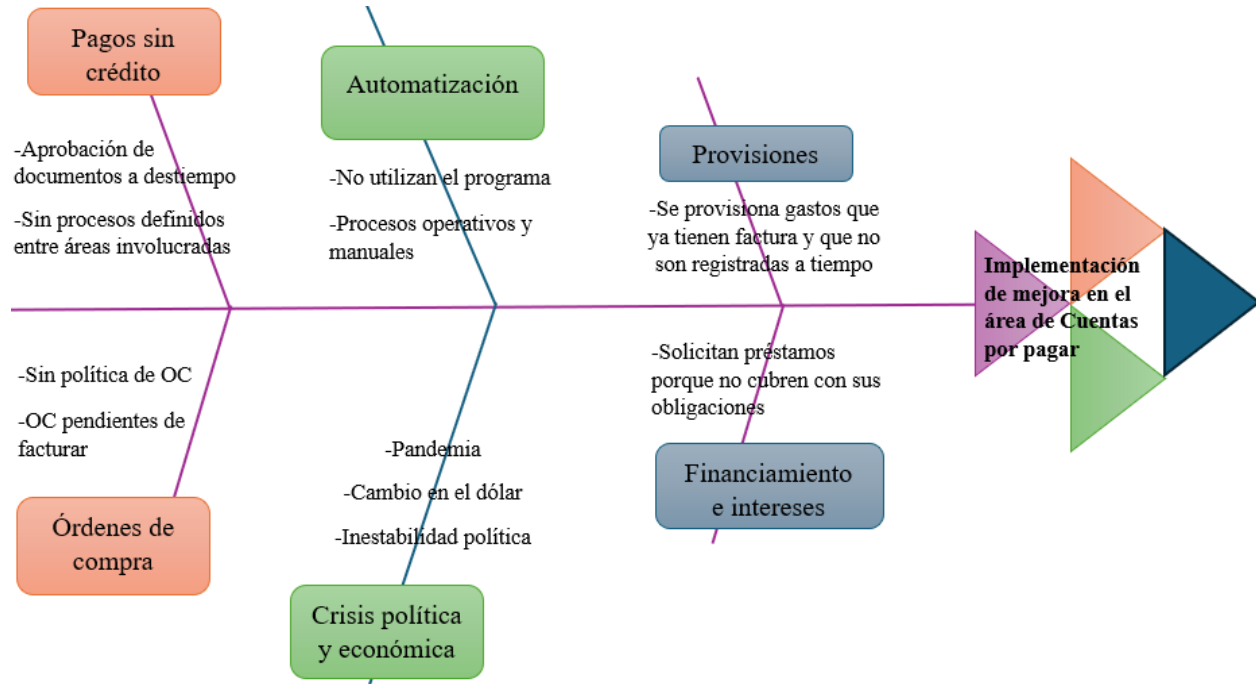 Pagos sin
crédito
-Aprobación de
documentos a destiempo
-Sin procesos definidos
entre áreas involucradas
Automatización
-No utilizan el programa
-Procesos operativos y
manuales
Provisiones
-Se provisiona gastos que
ya tienen factura y que no
son registradas a tiempo
Implementación
de mejora en el
área de Cuentas
por pagar
-Sin política de OC
-OC pendientes de
facturar
Órdenes de
compra
-Pandemia
-Cambio en el dólar
-Inestabilidad política
Crisis política
y económica
-Solicitan préstamos
porque no cubren con sus
obligaciones
Financiamiento
e intereses